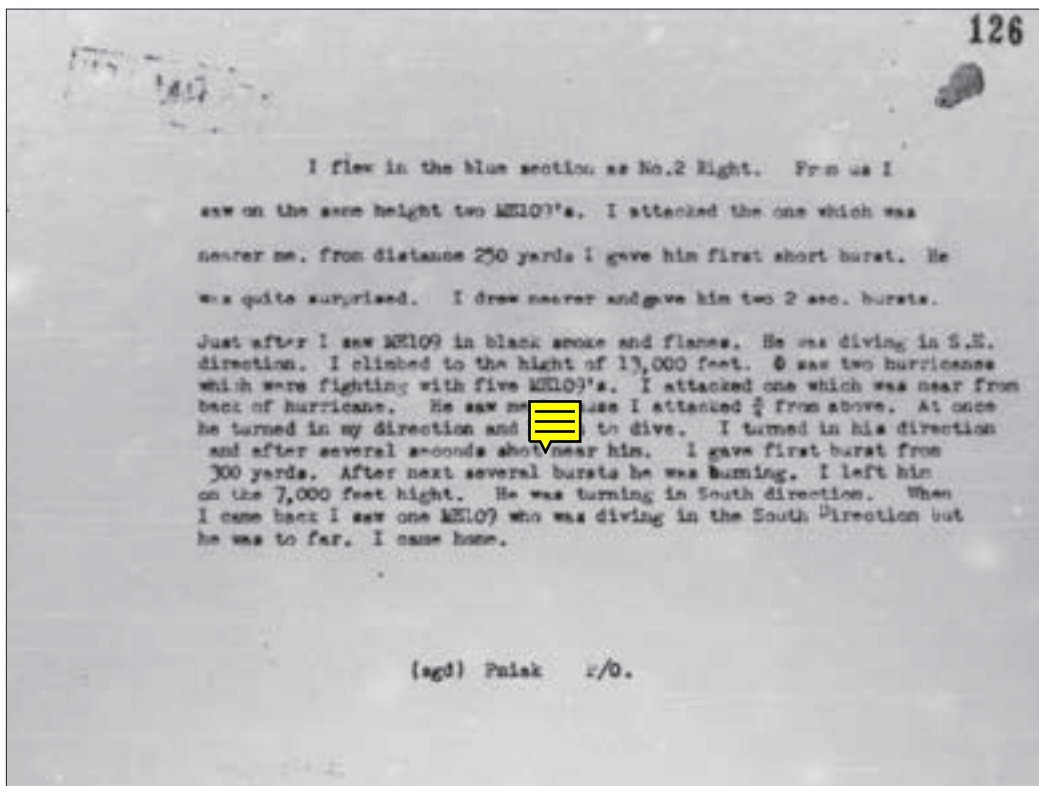 126
I flew in the blue section as No.2 Right. From us I
saw on the same height two ME109's. I attacked the one which was
nearer me. from distance 250 yards I gave him first short burst. He
was quite surprised. I drew nearer andgave him two 2 sec. bursts.
Just after I saw ME109 in black smoke and flames. He was diving in S.E.
direction. I climbed to the hight of 13,000 feet. saw two hurricanes
which were fighting with five ME109's. I attacked one which was near from
back of hurricane. He saw me I attacked ¾ from above. At once
he turned in my direction and to dive. I turned in his direction
and after several seconds shot near him. I gave first burst from
300 yards. After next several bursts he was burning. I left him
on the 7,000 feet hight. He was turning in South direction. When
I came back I saw one ME109 who was diving in the South Direction but
he was to far. I came home.
(sgd) Pniak /O.